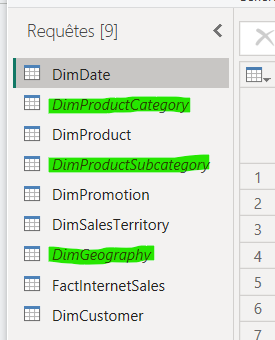 Requêtes [9]
DimDate
DimProductCategory
DimProduct
DimProductSubcategory
DimPromotion
DimSalesTerritory
DimGeography
FactInternetSales
DimCustomer
1
2
3
4
5
6
7